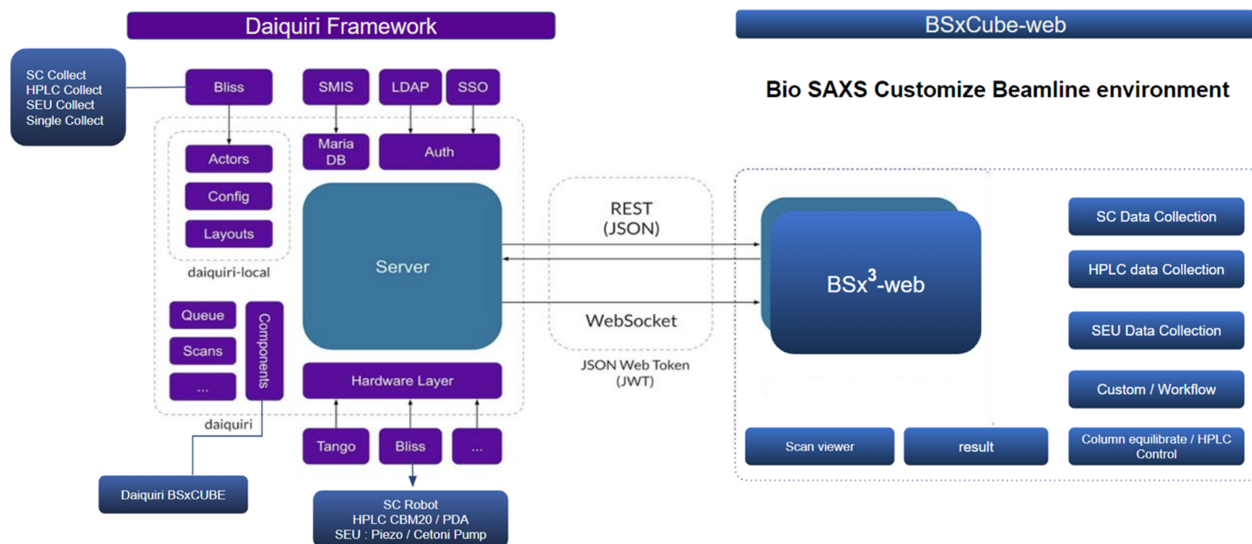 Daiquiri Framework
BSxCube-web
SC Collect
HPLC Collect
SEU Collect
Single Collect
Bliss
SMIS
LDAP
SSO
Bio SAXS Customize Beamline environment
Maria
DB
Auth
Actors
Config
Layouts
daiquiri-local
Server
REST
(JSON)
WebSocket
JSON Web Token
(JWT)
BSx³-web
SC Data Collection
HPLC data Collection
SEU Data Collection
Custom / Workflow
Column equilibrate / HPLC
Control
Scan viewer
result
Queue
Scans
...
Components
daiquiri
Hardware Layer
Tango
Bliss
...
Daiquiri BSxCUBE
SC Robot
HPLC CBM20 / PDA
SEU : Piezo / Cetoni Pump